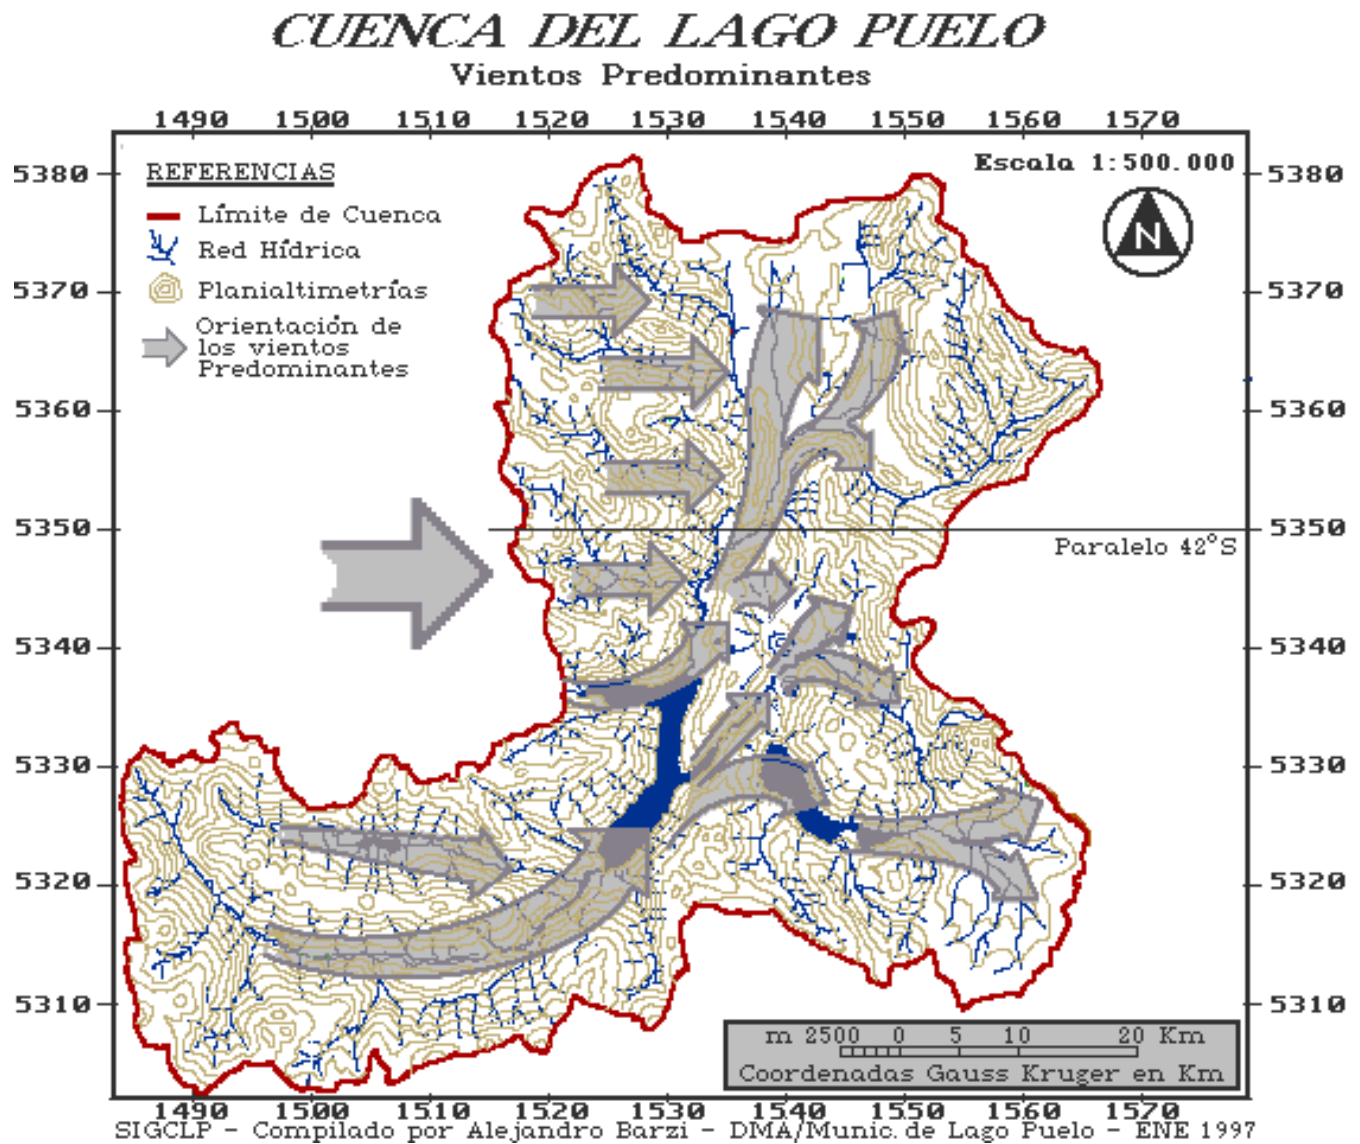 CUENCA DEL LAGO PUELO
Vientos Predominantes
1490 1500 1510 1520 1530 1540 1550 1560 1570
REFERENCIAS
Límite de Cuenca
Red Hídrica
Planialtimetrías
Orientación de
los vientos
Predominantes
Escala 1:500.000
N
5380 5380
5370 5370
5360 5360
5350 5350
Paralelo 42°S
5340 5340
5330 5330
5320 5320
5310 5310
m 2500 0 5 10 20 Km
Coordenadas Gauss Kruger en Km
1490 1500 1510 1520 1530 1540 1550 1560 1570
SIGCLP - Compilado por Alejandro Barzi - DMA/Munic. de Lago Puelo - ENE 1997